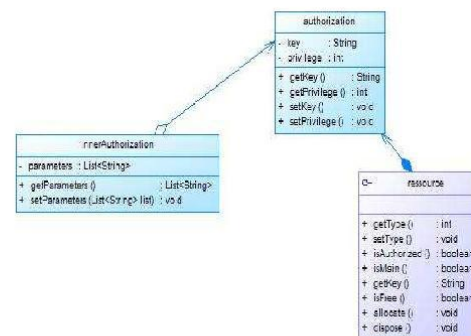 authorization
- key : String
- privilege : int
+ getKey () : String
+ getPrivilege () : int
+ setKey () : void
+ setPrivilege () : void
nnerAuthorization
- parameters : List<String>
+ getParameters () : List<String>
+ setParameters (List<String> list) : void
ressource
+ getType () : int
+ setType () : void
+ isAuthorized () : boolean
+ isMain () : boolean
+ getKey () : String
+ isFree () : boolean
+ allocate () : void
+ dispose () : void